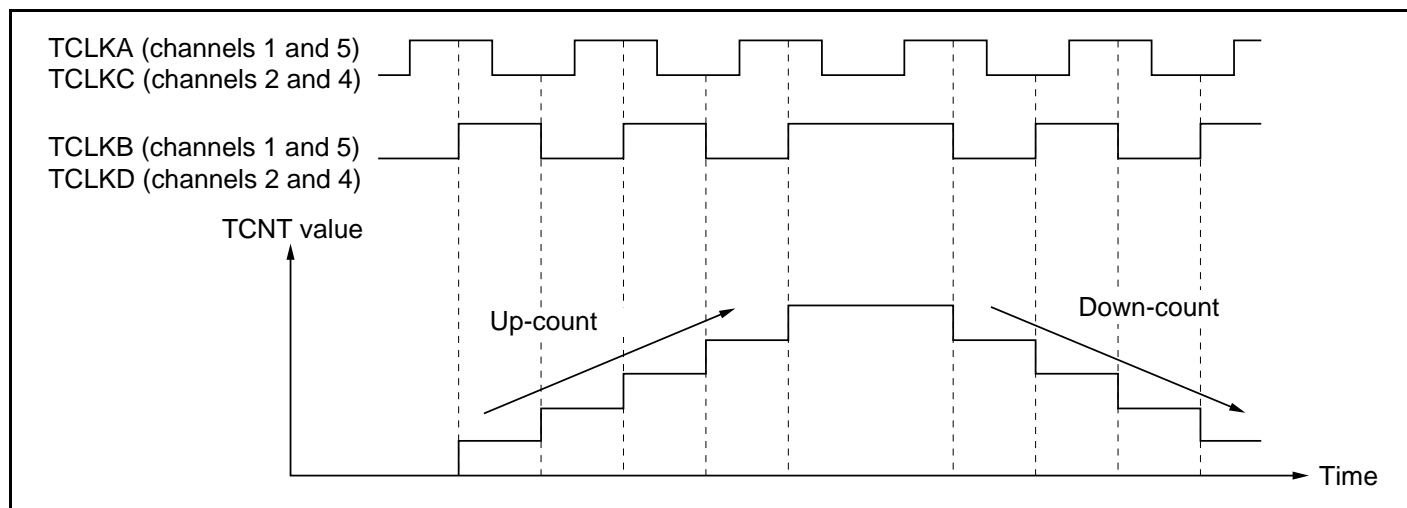 TCLKA (channels 1 and 5)
TCLKC (channels 2 and 4)
TCLKB (channels 1 and 5)
TCLKD (channels 2 and 4)
TCNT value
Up-count
Down-count
Time